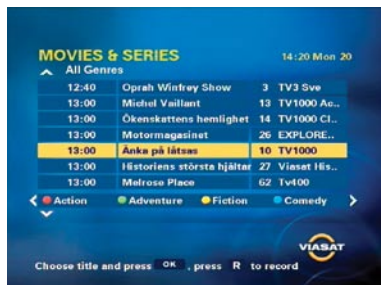 MOVIES & SERIES 14:20 Mon 20
All Genres
12:40 Oprah Winfrey Show 3 TV3 Sve
13:00 Michel Vaillant 13 TV1000 Ac..
13:00 Ökenskattens hemlighet 14 TV1000 Cl..
13:00 Motormagasinet 26 EXPLORE..
13:00 Änka på låtsas 10 TV1000
13:00 Historiens största hjältar 27 Viasat His..
13:00 Melrose Place 62 Tv400
Action Adventure Fiction Comedy
VIASAT
Choose title and press OK , press R to record